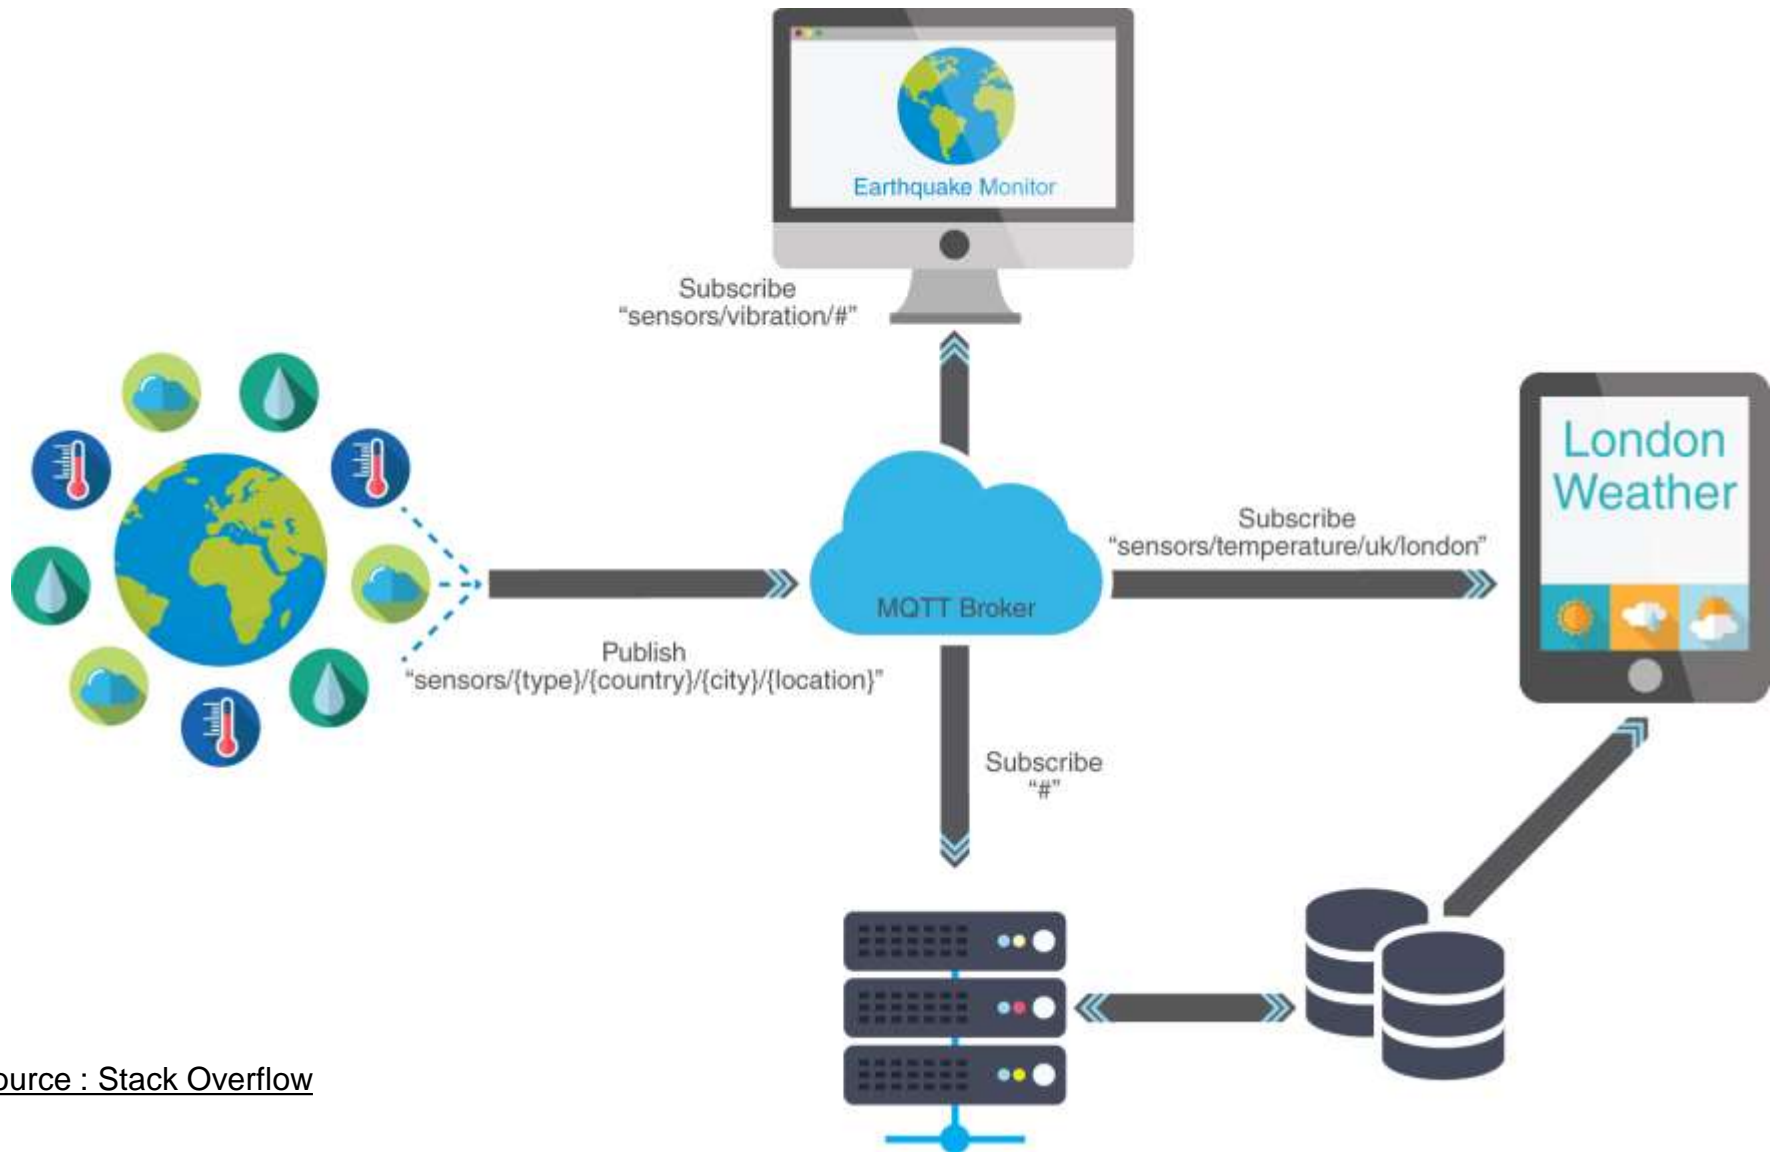 Earthquake Monitor
Subscribe
“sensors/vibration/#”
London
Weather
Subscribe
“sensors/temperature/uk/london”
MQTT Broker
Publish
“sensors/{type}/{country}/{city}/{location}”
Subscribe
“#”
ource : Stack Overflow